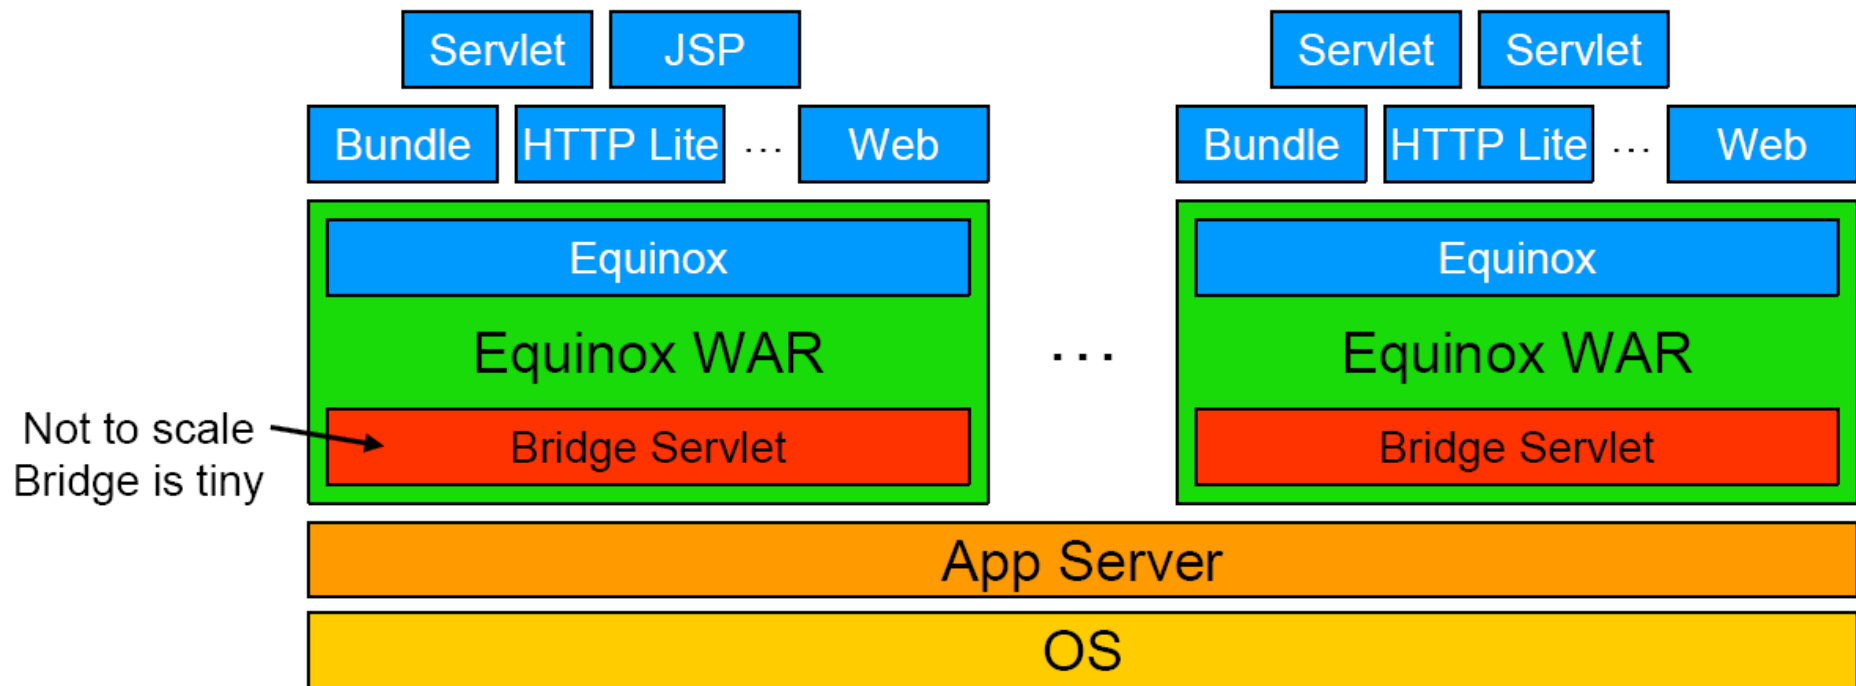 Servlet JSP Servlet Servlet
Bundle HTTP Lite ... Web Bundle HTTP Lite ... Web
Equinox Equinox
Equinox WAR ... Equinox WAR
Not to scale
Bridge is tiny
Bridge Servlet Bridge Servlet
App Server
OS